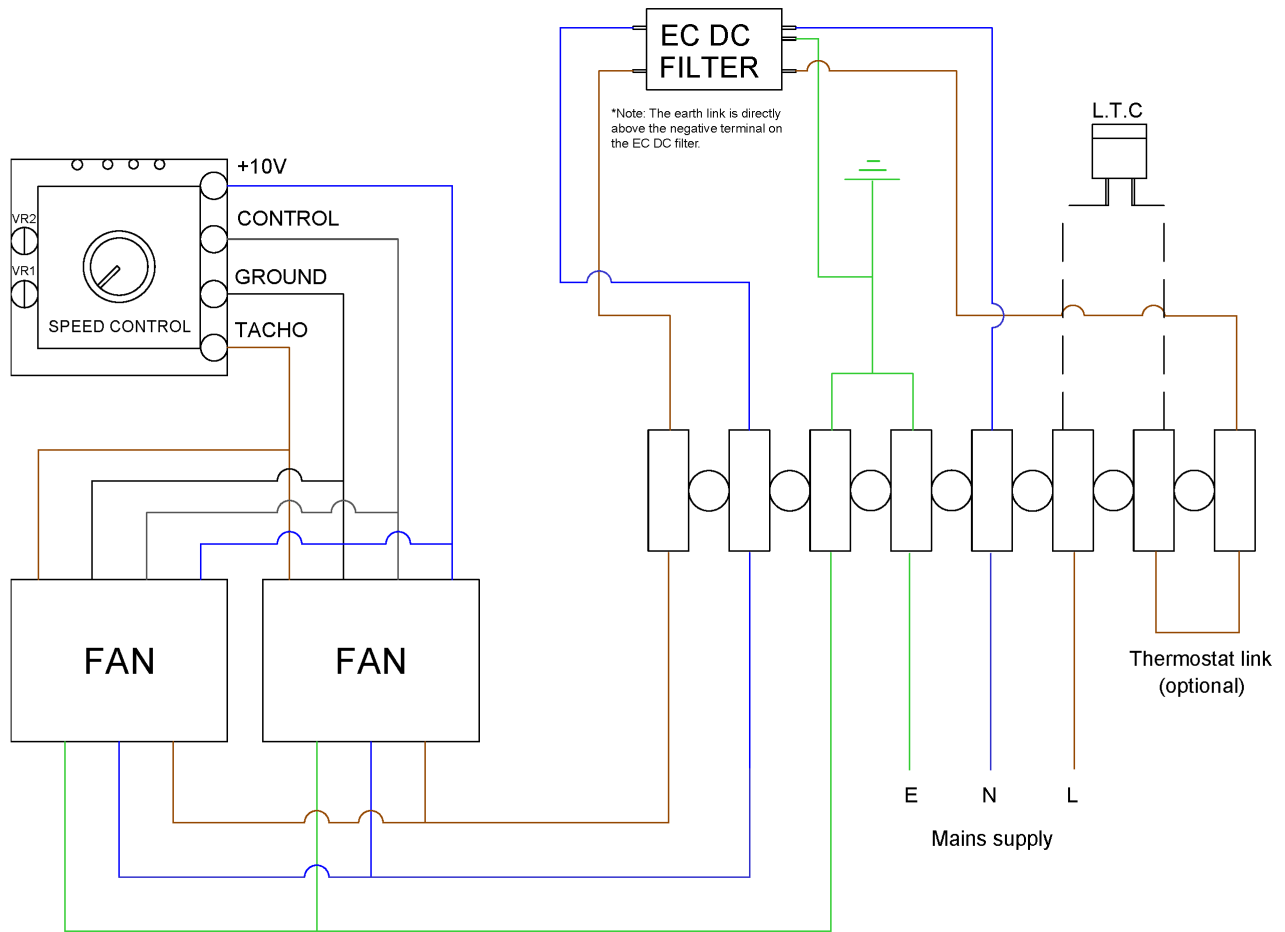 EC DC
FILTER
*Note: The earth link is directly
above the negative terminal on
the EC DC filter.
L.T.C
+10V
VR2
CONTROL
VR1
GROUND
SPEED CONTROL
TACHO
FAN
FAN
Thermostat link
(optional)
E
N
L
Mains supply